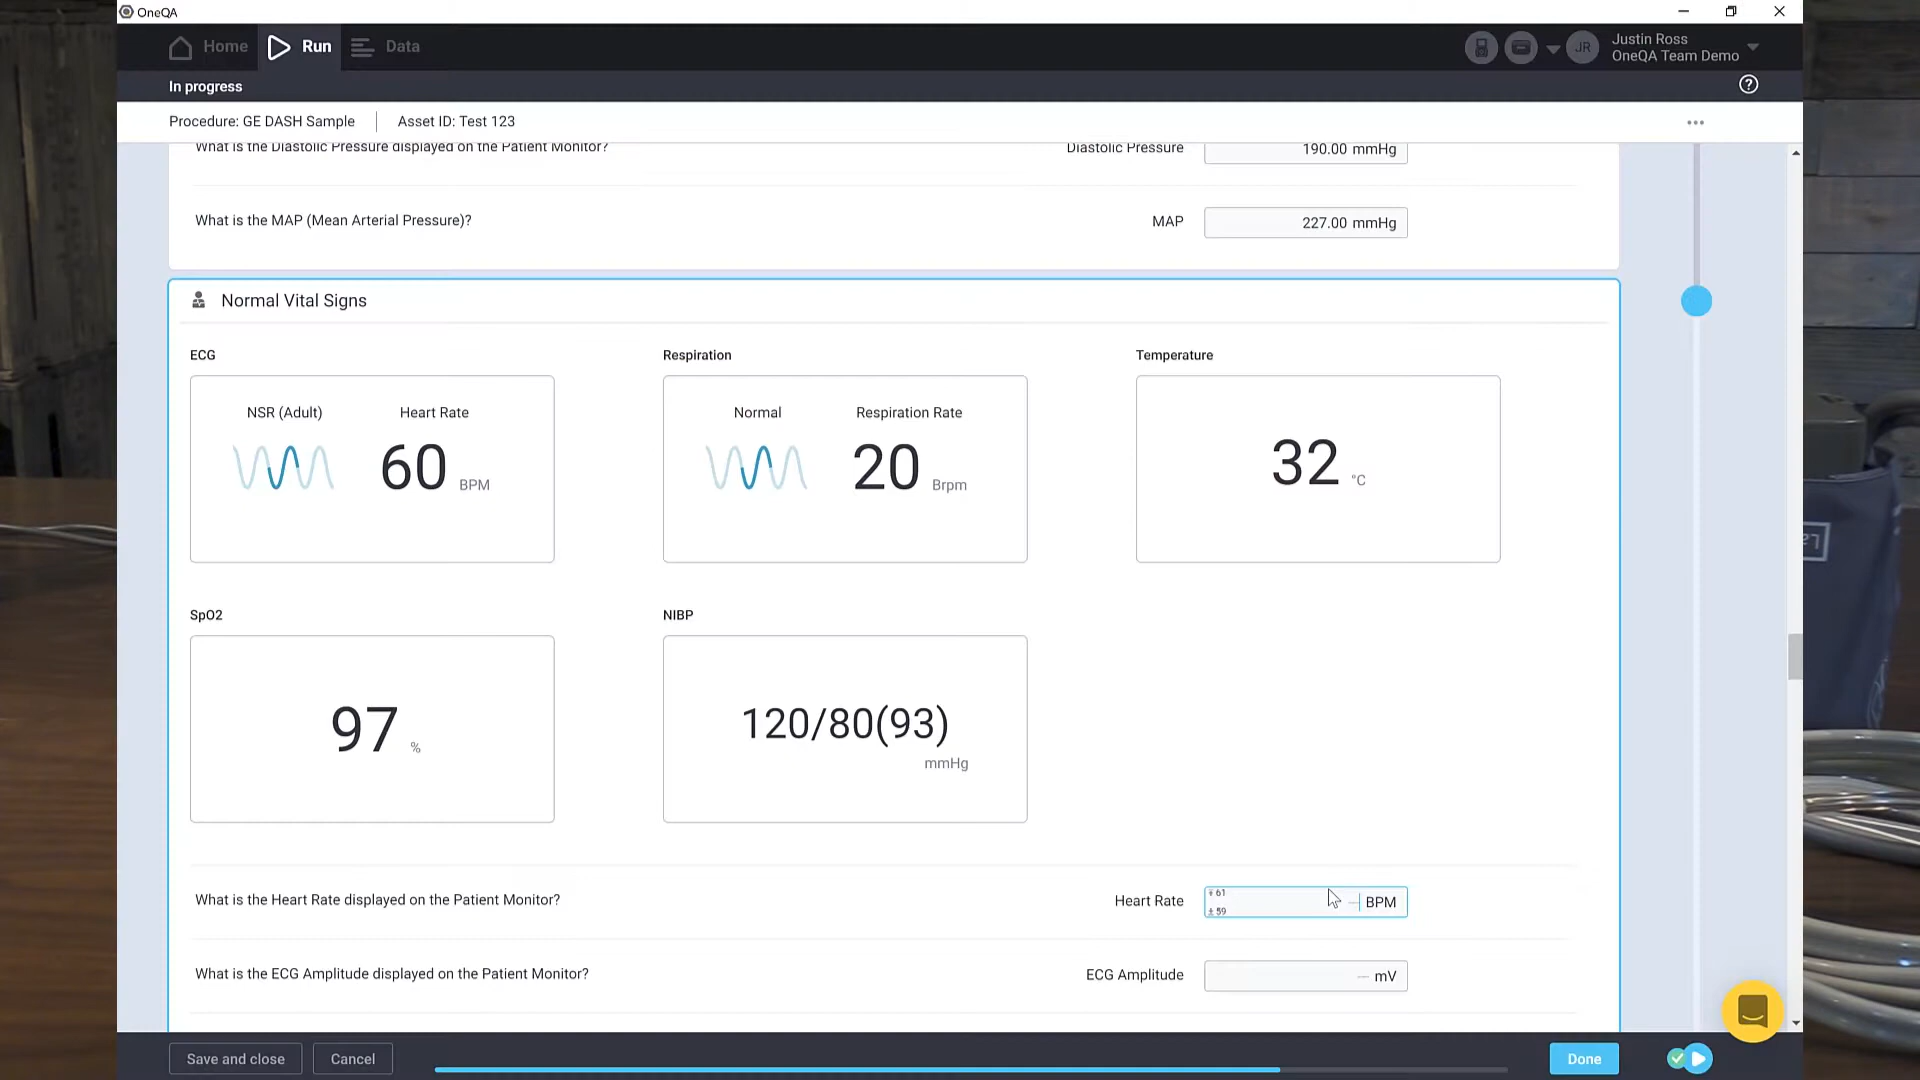 OneQA
Home
Run
Data
JR
Justin Ross
OneQA Team Demo
In progress
Procedure: GE DASH Sample
Asset ID: Test 123
What is the Diastolic Pressure displayed on the Patient Monitor?
Diastolic Pressure
190.00 mmHg
What is the MAP (Mean Arterial Pressure)?
MAP
227.00 mmHg
Normal Vital Signs
ECG
Respiration
Temperature
NSR (Adult)
Heart Rate
60 BPM
Normal
Respiration Rate
20 Brpm
32 °C
SpO2
NIBP
97 %
120/80(93)
mmHg
What is the Heart Rate displayed on the Patient Monitor?
Heart Rate
61
59
BPM
What is the ECG Amplitude displayed on the Patient Monitor?
ECG Amplitude
— mV
Save and close
Cancel
Done